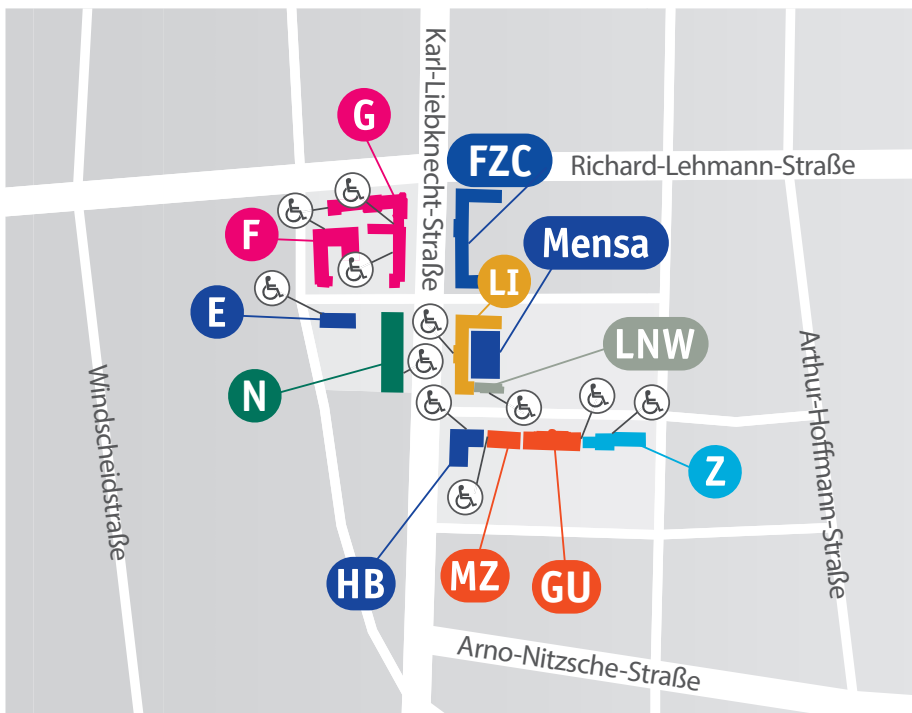 Karl-Liebknecht-Straße
G
FZC
Richard-Lehmann-Straße
F
Mensa
LI
E
LNW
N
Windscheidstraße
Arthur-Hoffmann-Straße
Z
HB
MZ
GU
Arno-Nitzsche-Straße